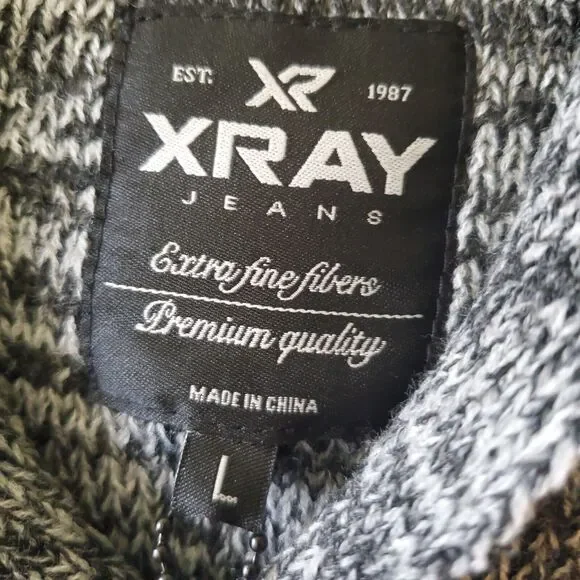 EST. XR 1987
XRAY
JEANS
Extra fine fibers
Premium quality
MADE IN CHINA
L